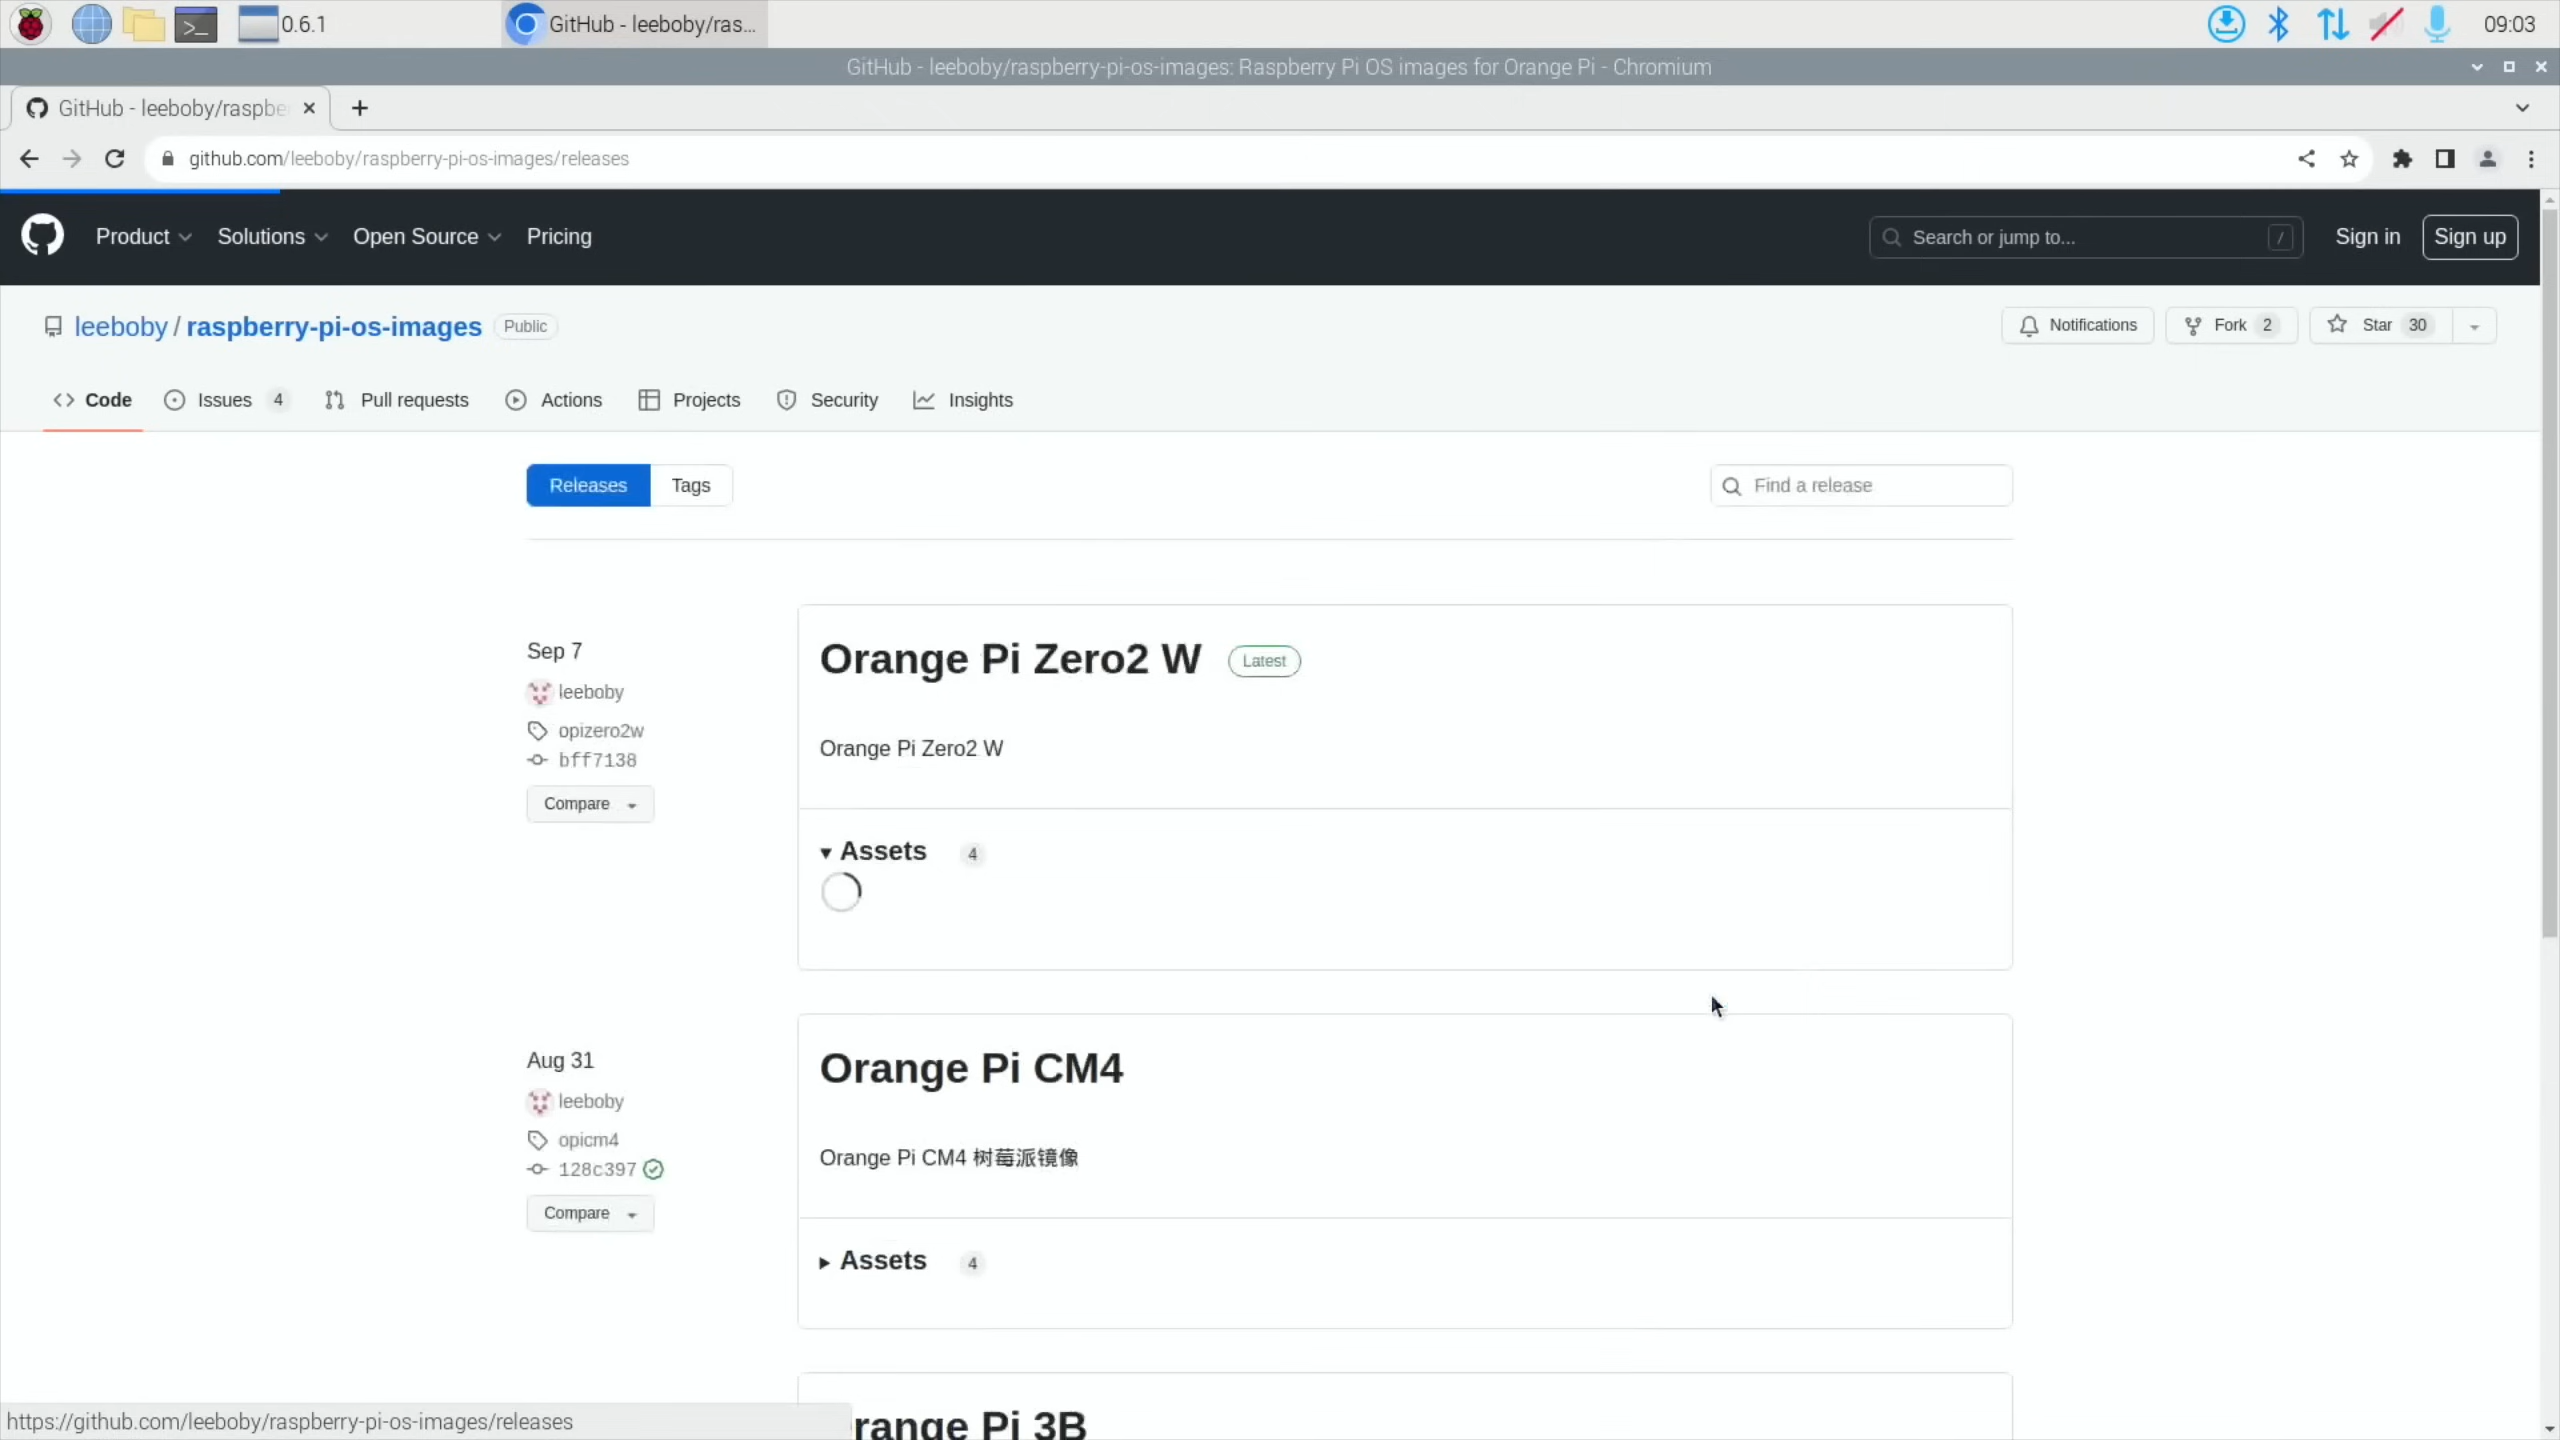 0.6.1
GitHub - leeboby/ras...
09:03
GitHub - leeboby/raspberry-pi-os-images: Raspberry Pi OS images for Orange Pi - Chromium
GitHub - leeboby/raspbe
github.com/leeboby/raspberry-pi-os-images/releases
Product
Solutions
Open Source
Pricing
Search or jump to...
/
Sign in
Sign up
leeboby / raspberry-pi-os-images
Public
Notifications
Fork 2
Star 30
Code
Issues 4
Pull requests
Actions
Projects
Security
Insights
Releases
Tags
Find a release
Sep 7
leeboby
opizero2w
bff7138
Compare
Orange Pi Zero2 W
Latest
Orange Pi Zero2 W
Assets 4
Aug 31
leeboby
opicm4
128c397
Compare
Orange Pi CM4
Orange Pi CM4 树莓派镜像
Assets 4
range Pi 3B
https://github.com/leeboby/raspberry-pi-os-images/releases